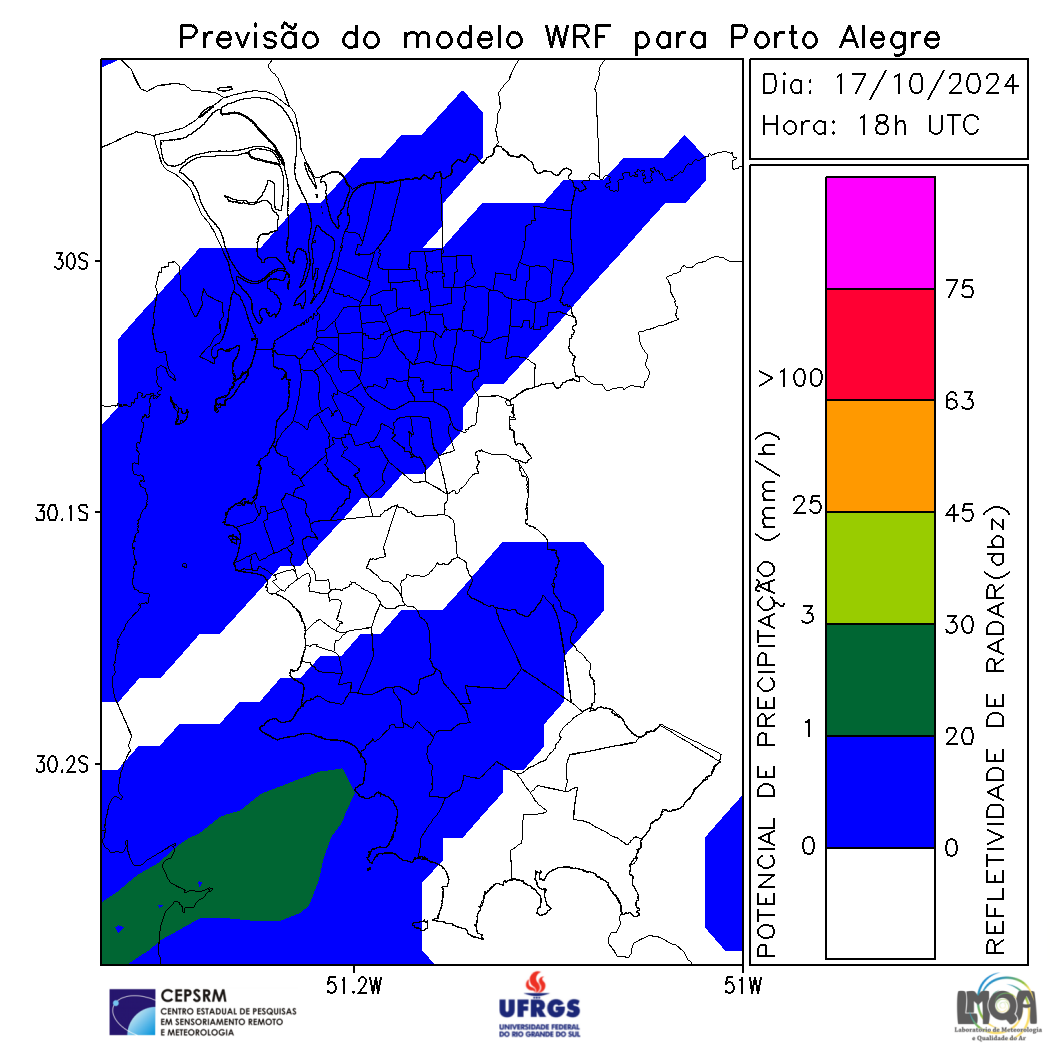 Previsão do modelo WRF para Porto Alegre
Dia: 17/10/2024
Hora: 18h UTC
30S
30.1S
30.2S
51.2W
51W
POTENCIAL DE PRECIPITAÇÃO (mm/h)
>100
25
3
1
0
75
63
45
30
20
0
REFLETIVIDADE DE RADAR(dbz)
CEPSRM
CENTRO ESTADUAL DE PESQUISAS
EM SENSORIAMENTO REMOTO
E METEOROLOGIA
UFRGS
UNIVERSIDADE FEDERAL
DO RIO GRANDE DO SUL
LMQA
Laboratório de Meteorologia
e Qualidade do Ar